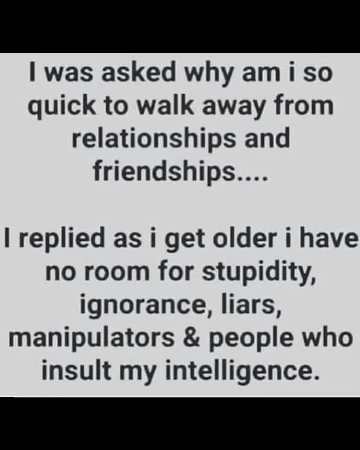 I was asked why am i so
quick to walk away from
relationships and
friendships....
I replied as i get older i have
no room for stupidity,
ignorance, liars,
manipulators & people who
insult my intelligence.